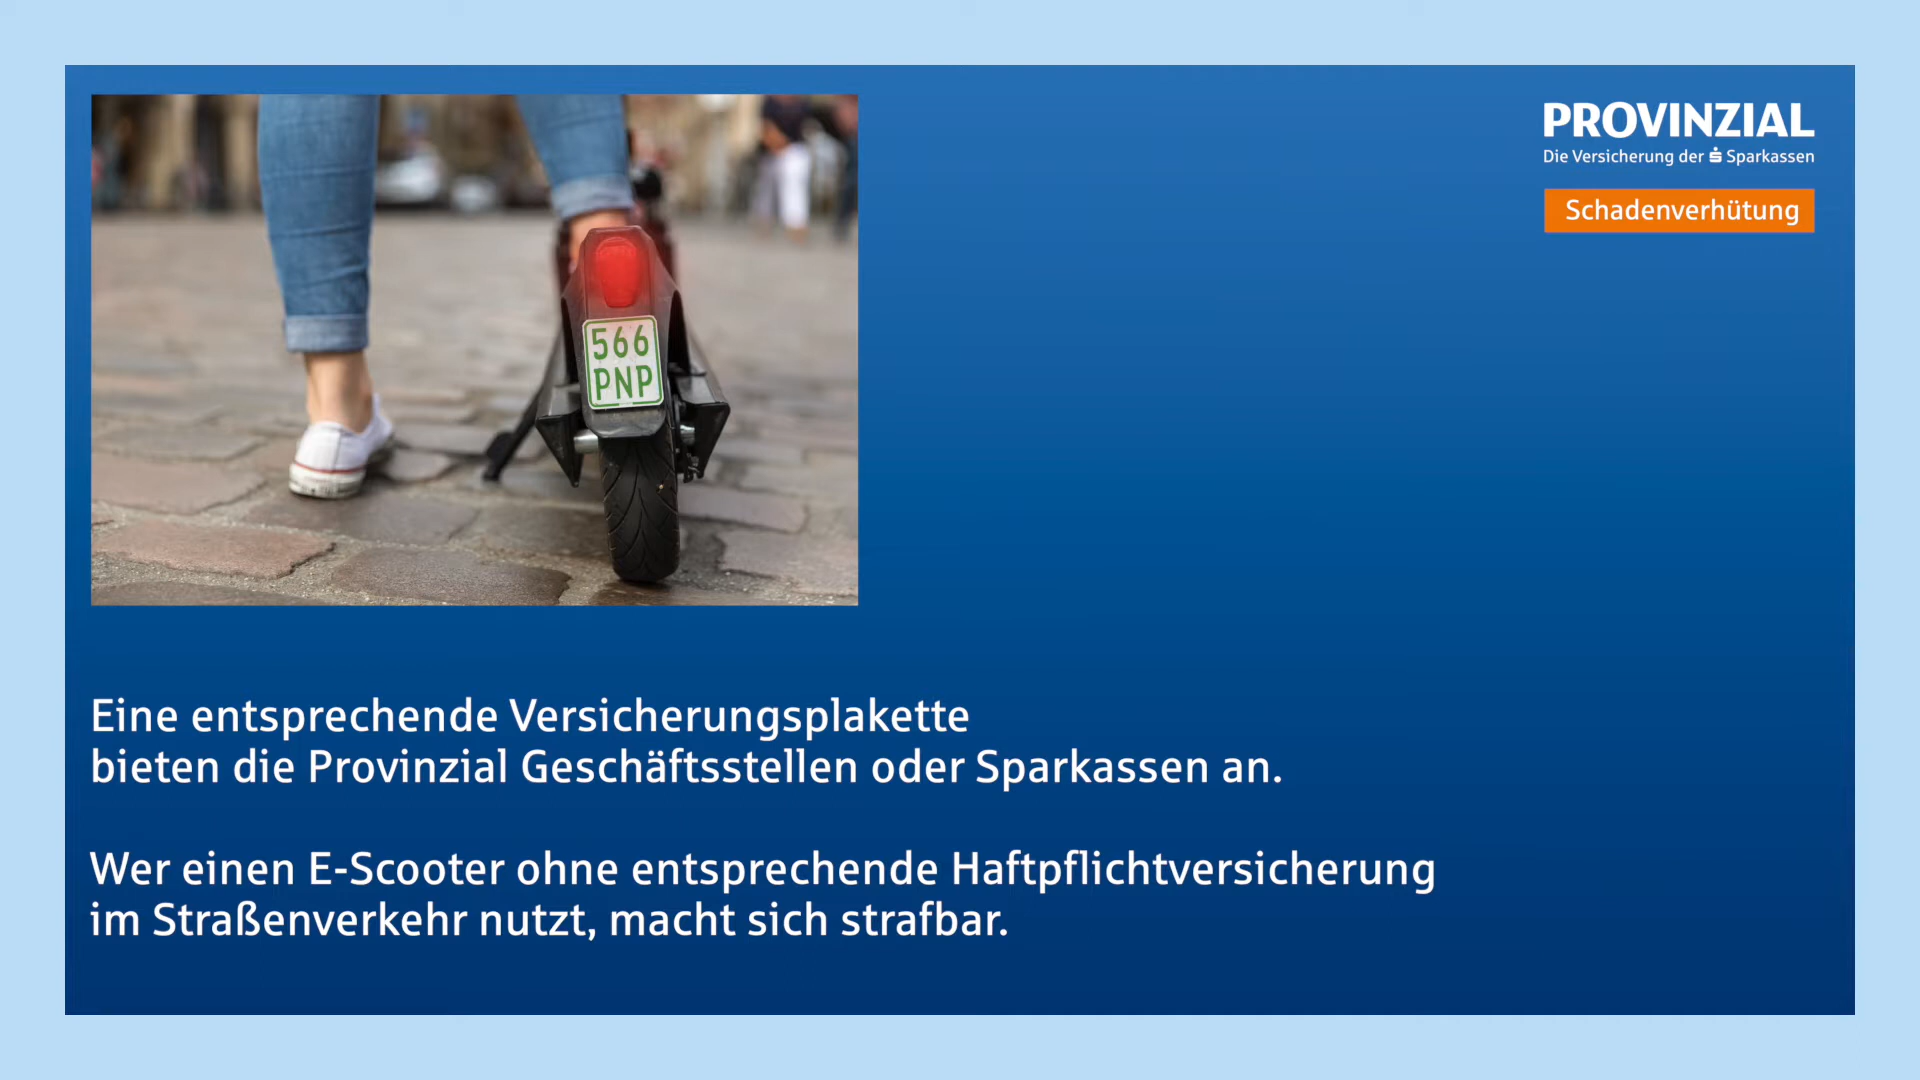 PROVINZIAL
Die Versicherung der Sparkassen
Schadenverhütung
566
PNP
Eine entsprechende Versicherungsplakette
bieten die Provinzial Geschäftsstellen oder Sparkassen an.
Wer einen E-Scooter ohne entsprechende Haftpflichtversicherung
im Straßenverkehr nutzt, macht sich strafbar.